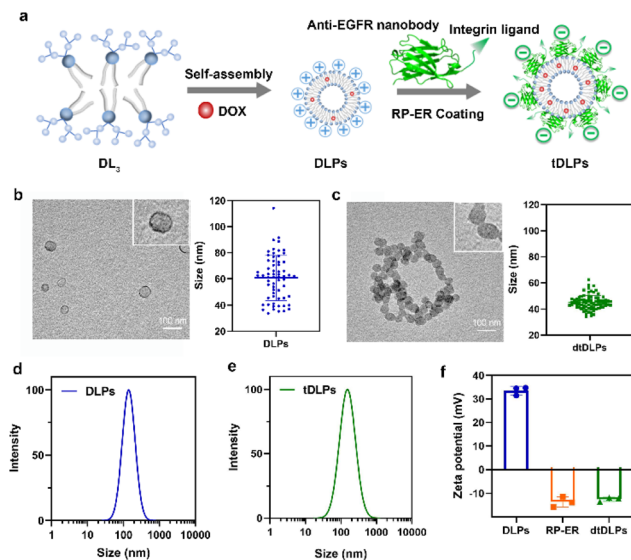 a
Anti-EGFR nanobody
Integrin ligand
Self-assembly
DOX
RP-ER Coating
DL3
DLPs
tDLPs
b
100 nm
Size (nm)
120
100
80
60
40
20
DLPs
c
100 nm
Size (nm)
120
100
80
60
40
20
dtDLPs
d
DLPs
Intensity
100
50
0
1 10 100 1000 10000
Size (nm)
e
tDLPs
Intensity
100
50
0
1 10 100 1000 10000
Size (nm)
f
Zeta potential (mV)
40
30
20
10
0
-10
DLPs RP-ER dtDLPs